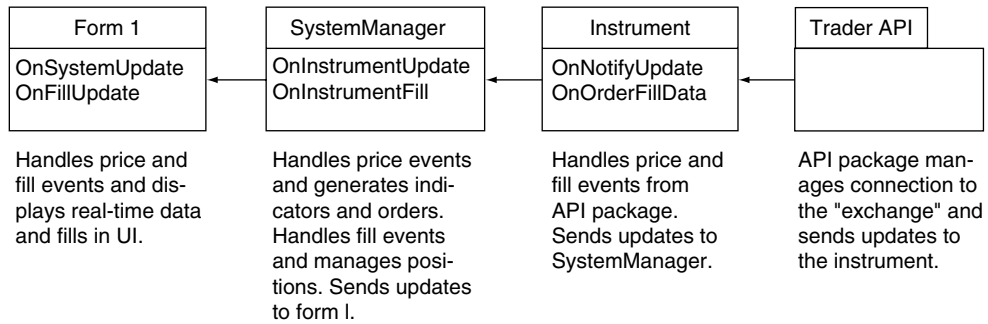 Form 1
OnSystemUpdate
OnFillUpdate
Handles price and
fill events and dis-
plays real-time data
and fills in UI.
SystemManager
OnInstrumentUpdate
OnInstrumentFill
Handles price events
and generates indi-
cators and orders.
Handles fill events
and manages posi-
tions. Sends updates
to form l.
Instrument
OnNotifyUpdate
OnOrderFillData
Handles price and
fill events from
API package.
Sends updates to
SystemManager.
Trader API
API package man-
ages connection to
the "exchange" and
sends updates to
the instrument.